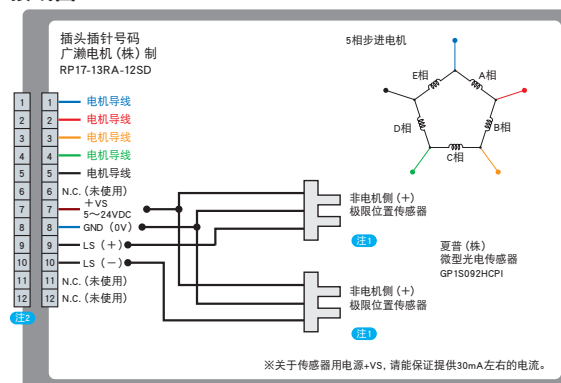 插头插针号码
广濑电机（株）制
RP17-13RA-12SD
5相步进电机
E相
A相
D相
B相
C相
1 1 电机导线
2 2 电机导线
3 3 电机导线
4 4 电机导线
5 5 电机导线
6 6 N.C.（未使用）
7 7 ＋VS
5～24VDC
8 8 GND（0V）
9 9 LS（＋）
10 10 LS（－）
11 11 N.C.（未使用）
12 12 N.C.（未使用）
注2
非电机侧（+）
极限位置传感器
注1
夏普（株）
微型光电传感器
GP1S092HCPI
非电机侧（+）
极限位置传感器
注1
※关于传感器用电源+VS，请能保证提供30mA左右的电流。